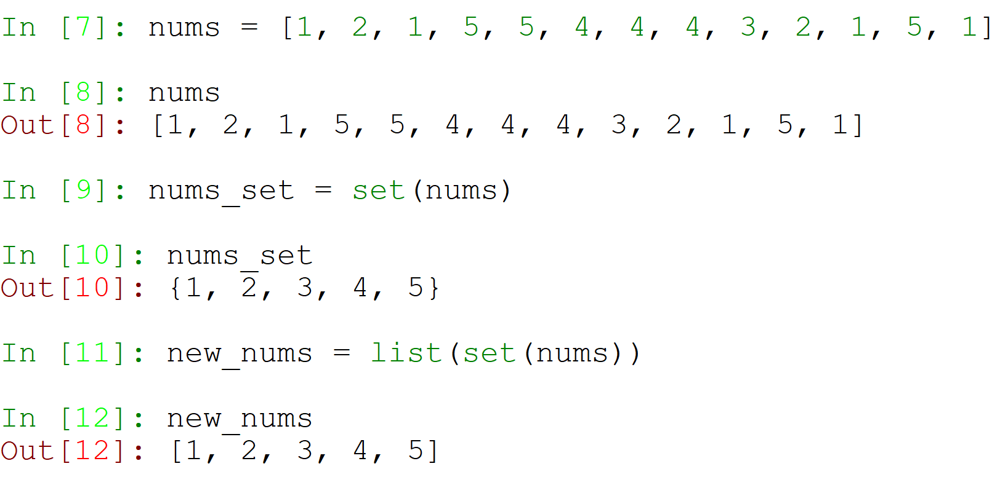 In [7]: nums = [1, 2, 1, 5, 5, 4, 4, 4, 3, 2, 1, 5, 1]
In [8]: nums
Out[8]: [1, 2, 1, 5, 5, 4, 4, 4, 3, 2, 1, 5, 1]
In [9]: nums_set = set(nums)
In [10]: nums_set
Out[10]: {1, 2, 3, 4, 5}
In [11]: new_nums = list(set(nums))
In [12]: new_nums
Out[12]: [1, 2, 3, 4, 5]